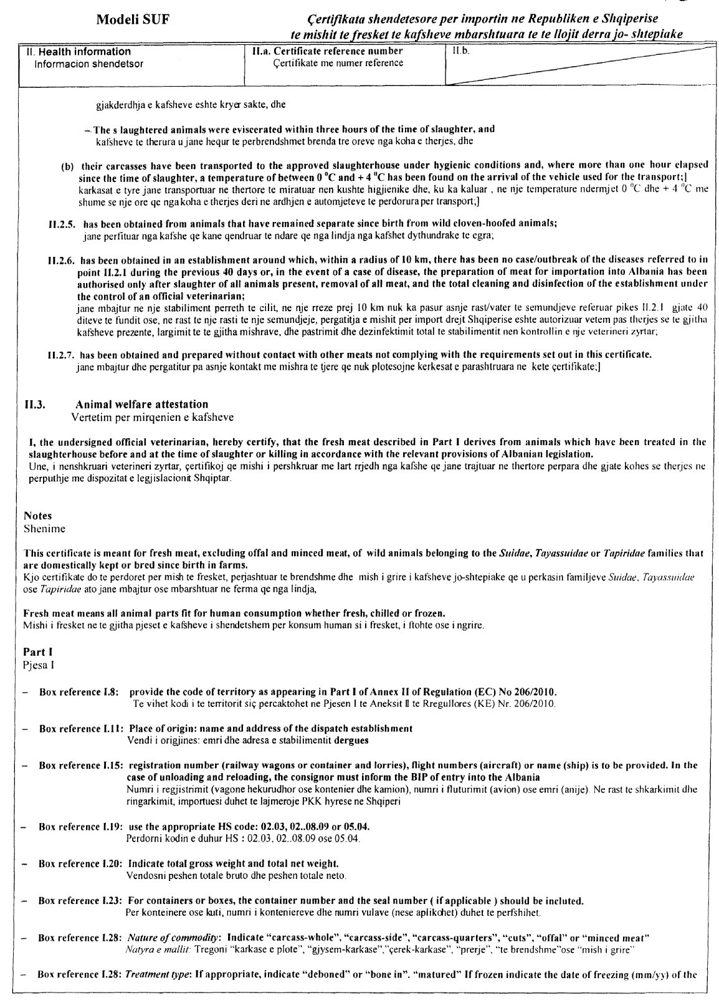 Modeli SUF
Çertifikata shendetesore per importin ne Republiken e Shqiperise
te mishit te fresket te kafsheve mbarshtuara te te llojit derra jo- shtepiake
II. Health information
Informacion shendetsor
II.a. Certificate reference number
Çertifikate me numer reference
II.b.
gjakderdhja e kafsheve eshte kryer sakte, dhe
– The s laughtered animals were eviscerated within three hours of the time of slaughter, and
kafsheve te therura u jane hequr te perbrendshmet brenda tre oreve nga koha e therjes, dhe
(b) their carcasses have been transported to the approved slaughterhouse under hygienic conditions and, where more than one hour elapsed
since the time of slaughter, a temperature of between 0 °C and + 4 °C has been found on the arrival of the vehicle used for the transport;]
karkasat e tyre jane transportuar ne thertore te miratuar nen kushte higjienike dhe, ku ka kaluar , ne nje temperature ndermjet 0 °C dhe + 4 °C me
shume se nje ore qe nga koha e therjes deri ne ardhjen e automjeteve te perdorura per transport;]
II.2.5. has been obtained from animals that have remained separate since birth from wild cloven-hoofed animals;
jane perfituar nga kafshe qe kane qendruar te ndare qe nga lindja nga kafshet dythundrake te egra;
II.2.6. has been obtained in an establishment around which, within a radius of 10 km, there has been no case/outbreak of the diseases referred to in
point II.2.1 during the previous 40 days or, in the event of a case of disease, the preparation of meat for importation into Albania has been
authorised only after slaughter of all animals present, removal of all meat, and the total cleaning and disinfection of the establishment under
the control of an official veterinarian;
jane mbajtur ne nje stabiliment perreth te cilit, ne nje rreze prej 10 km nuk ka pasur asnje rast/vater te semundjeve referuar pikes II.2.1 gjate 40
diteve te fundit ose, ne rast te nje rasti te nje semundjeje, pergatitja e mishit per import drejt Shqiperise eshte autorizuar vetem pas therjes se te gjitha
kafsheve prezente, largimit te te gjitha mishrave, dhe pastrimit dhe dezinfektimit total te stabilimentit nen kontrollin e nje veterineri zyrtar;
II.2.7. has been obtained and prepared without contact with other meats not complying with the requirements set out in this certificate.
jane mbajtur dhe pergatitur pa asnje kontakt me mishra te tjere qe nuk plotesojne kerkesat e parashtruara ne kete çertifikate;]
II.3. Animal welfare attestation
Vertetim per mirqenien e kafsheve
I, the undersigned official veterinarian, hereby certify, that the fresh meat described in Part I derives from animals which have been treated in the
slaughterhouse before and at the time of slaughter or killing in accordance with the relevant provisions of Albanian legislation.
Une, i nenshkruari veterineri zyrtar, çertifikoj qe mishi i pershkruar me lart rrjedh nga kafshe qe jane trajtuar ne thertore perpara dhe gjate kohes se therjes ne
perputhje me dispozitat e legjislacionit Shqiptar.
Notes
Shenime
This certificate is meant for fresh meat, excluding offal and minced meat, of wild animals belonging to the Suidae, Tayassuidae or Tapiridae families that
are domestically kept or bred since birth in farms.
Kjo certifikate do te perdoret per mish te fresket, perjashtuar te brendshme dhe mish i grire i kafsheve jo-shtepiake qe u perkasin familjeve Suidae, Tayassuidae
ose Tapiridae ato jane mbajtur ose mbarshtuar ne ferma qe nga lindja,
Fresh meat means all animal parts fit for human consumption whether fresh, chilled or frozen.
Mishi i fresket ne te gjitha pjeset e kafsheve i shendetshem per konsum human si i fresket, i ftohte ose i ngrire.
Part I
Pjesa I
– Box reference I.8: provide the code of territory as appearing in Part I of Annex II of Regulation (EC) No 206/2010.
Te vihet kodi i te territorit siç percaktohet ne Pjesen I te Aneksit II te Rregullores (KE) Nr. 206/2010.
– Box reference I.11: Place of origin: name and address of the dispatch establishment
Vendi i origjines: emri dhe adresa e stabilimentit dergues
– Box reference I.15: registration number (railway wagons or container and lorries), flight numbers (aircraft) or name (ship) is to be provided. In the
case of unloading and reloading, the consignor must inform the BIP of entry into the Albania
Numri i regjistrimit (vagone hekurudhor ose kontenier dhe kamion), numri i fluturimit (avion) ose emri (anije). Ne rast te shkarkimit dhe
ringarkimit, importuesi duhet te lajmeroje PKK hyrese ne Shqiperi
– Box reference I.19: use the appropriate HS code: 02.03, 02..08.09 or 05.04.
Perdorni kodin e duhur HS : 02.03, 02..08.09 ose 05.04.
– Box reference I.20: Indicate total gross weight and total net weight.
Vendosni peshen totale bruto dhe peshen totale neto.
– Box reference I.23: For containers or boxes, the container number and the seal number ( if applicable ) should be incluted.
Per konteinere ose kuti, numri i konteniereve dhe numri vulave (nese aplikohet) duhet te perfshihet.
– Box reference I.28: Nature of commodity: Indicate “carcass-whole”, “carcass-side”, “carcass-quarters”, “cuts”, “offal” or “minced meat”
Natyra e mallit: Tregoni “karkase e plote”, “gjysem-karkase”,”çerek-karkase”, “prerje”, “te brendshme”ose “mish i grire”
– Box reference I.28: Treatment type: If appropriate, indicate “deboned” or “bone in”. “matured” If frozen indicate the date of freezing (mm/yy) of the